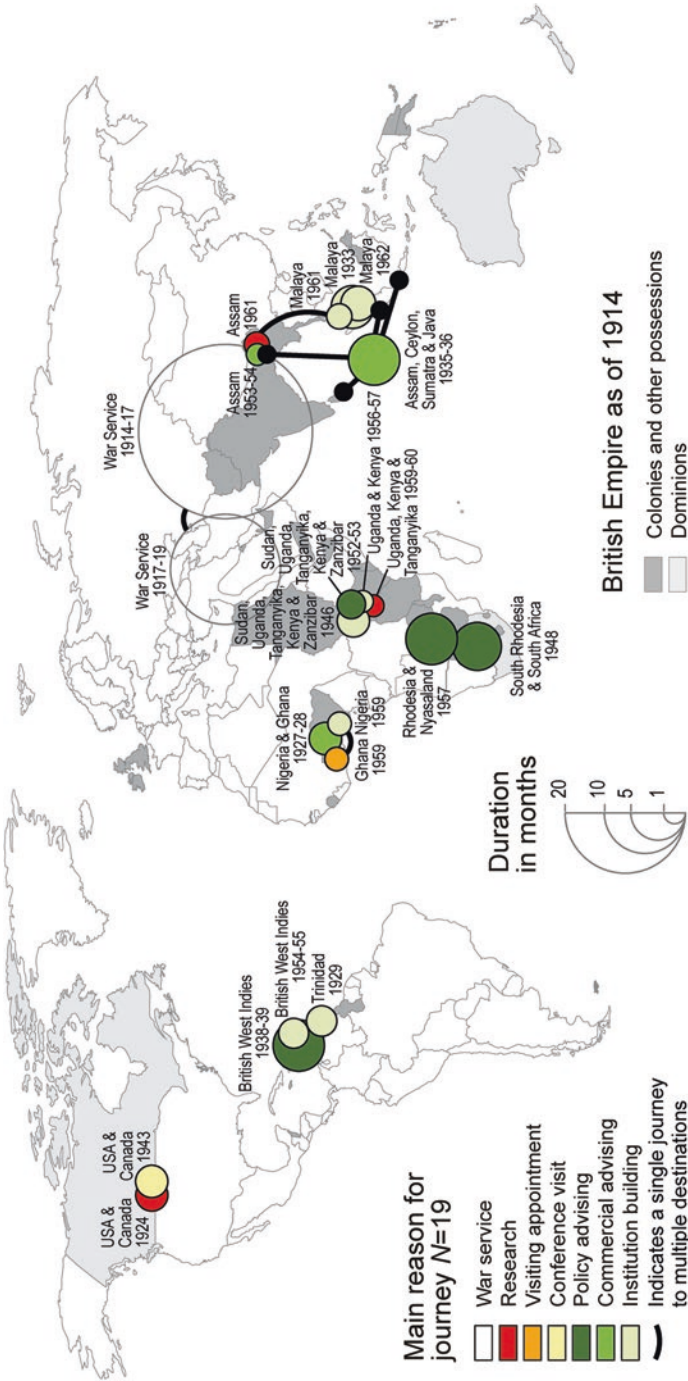 USA &
Canada
1924
USA &
Canada
1943
British West Indies
1938-39
British West Indies
1954-55
Trinidad
1929
War Service
1917-19
War Service
1914-17
Nigeria & Ghana
1927-28
Ghana
1959
Nigeria
1959
Sudan,
Uganda,
Tanganyika,
Kenya &
Zanzibar
1946
Sudan,
Uganda,
Tanganyika,
Kenya &
Zanzibar
1952-53
Uganda & Kenya 1956-57
Uganda, Kenya &
Tanganyika 1959-60
Rhodesia &
Nyasaland
1957
South Rhodesia
& South Africa
1948
Assam
1953-54
Assam
1961
Malaya
1961
Malaya
1933
Malaya
1962
Assam, Ceylon,
Sumatra & Java
1935-36
Main reason for
journey N=19
War service
Research
Visiting appointment
Conference visit
Policy advising
Commercial advising
Institution building
Indicates a single journey
to multiple destinations
Duration
in months
20
10
5
1
British Empire as of 1914
Colonies and other possessions
Dominions